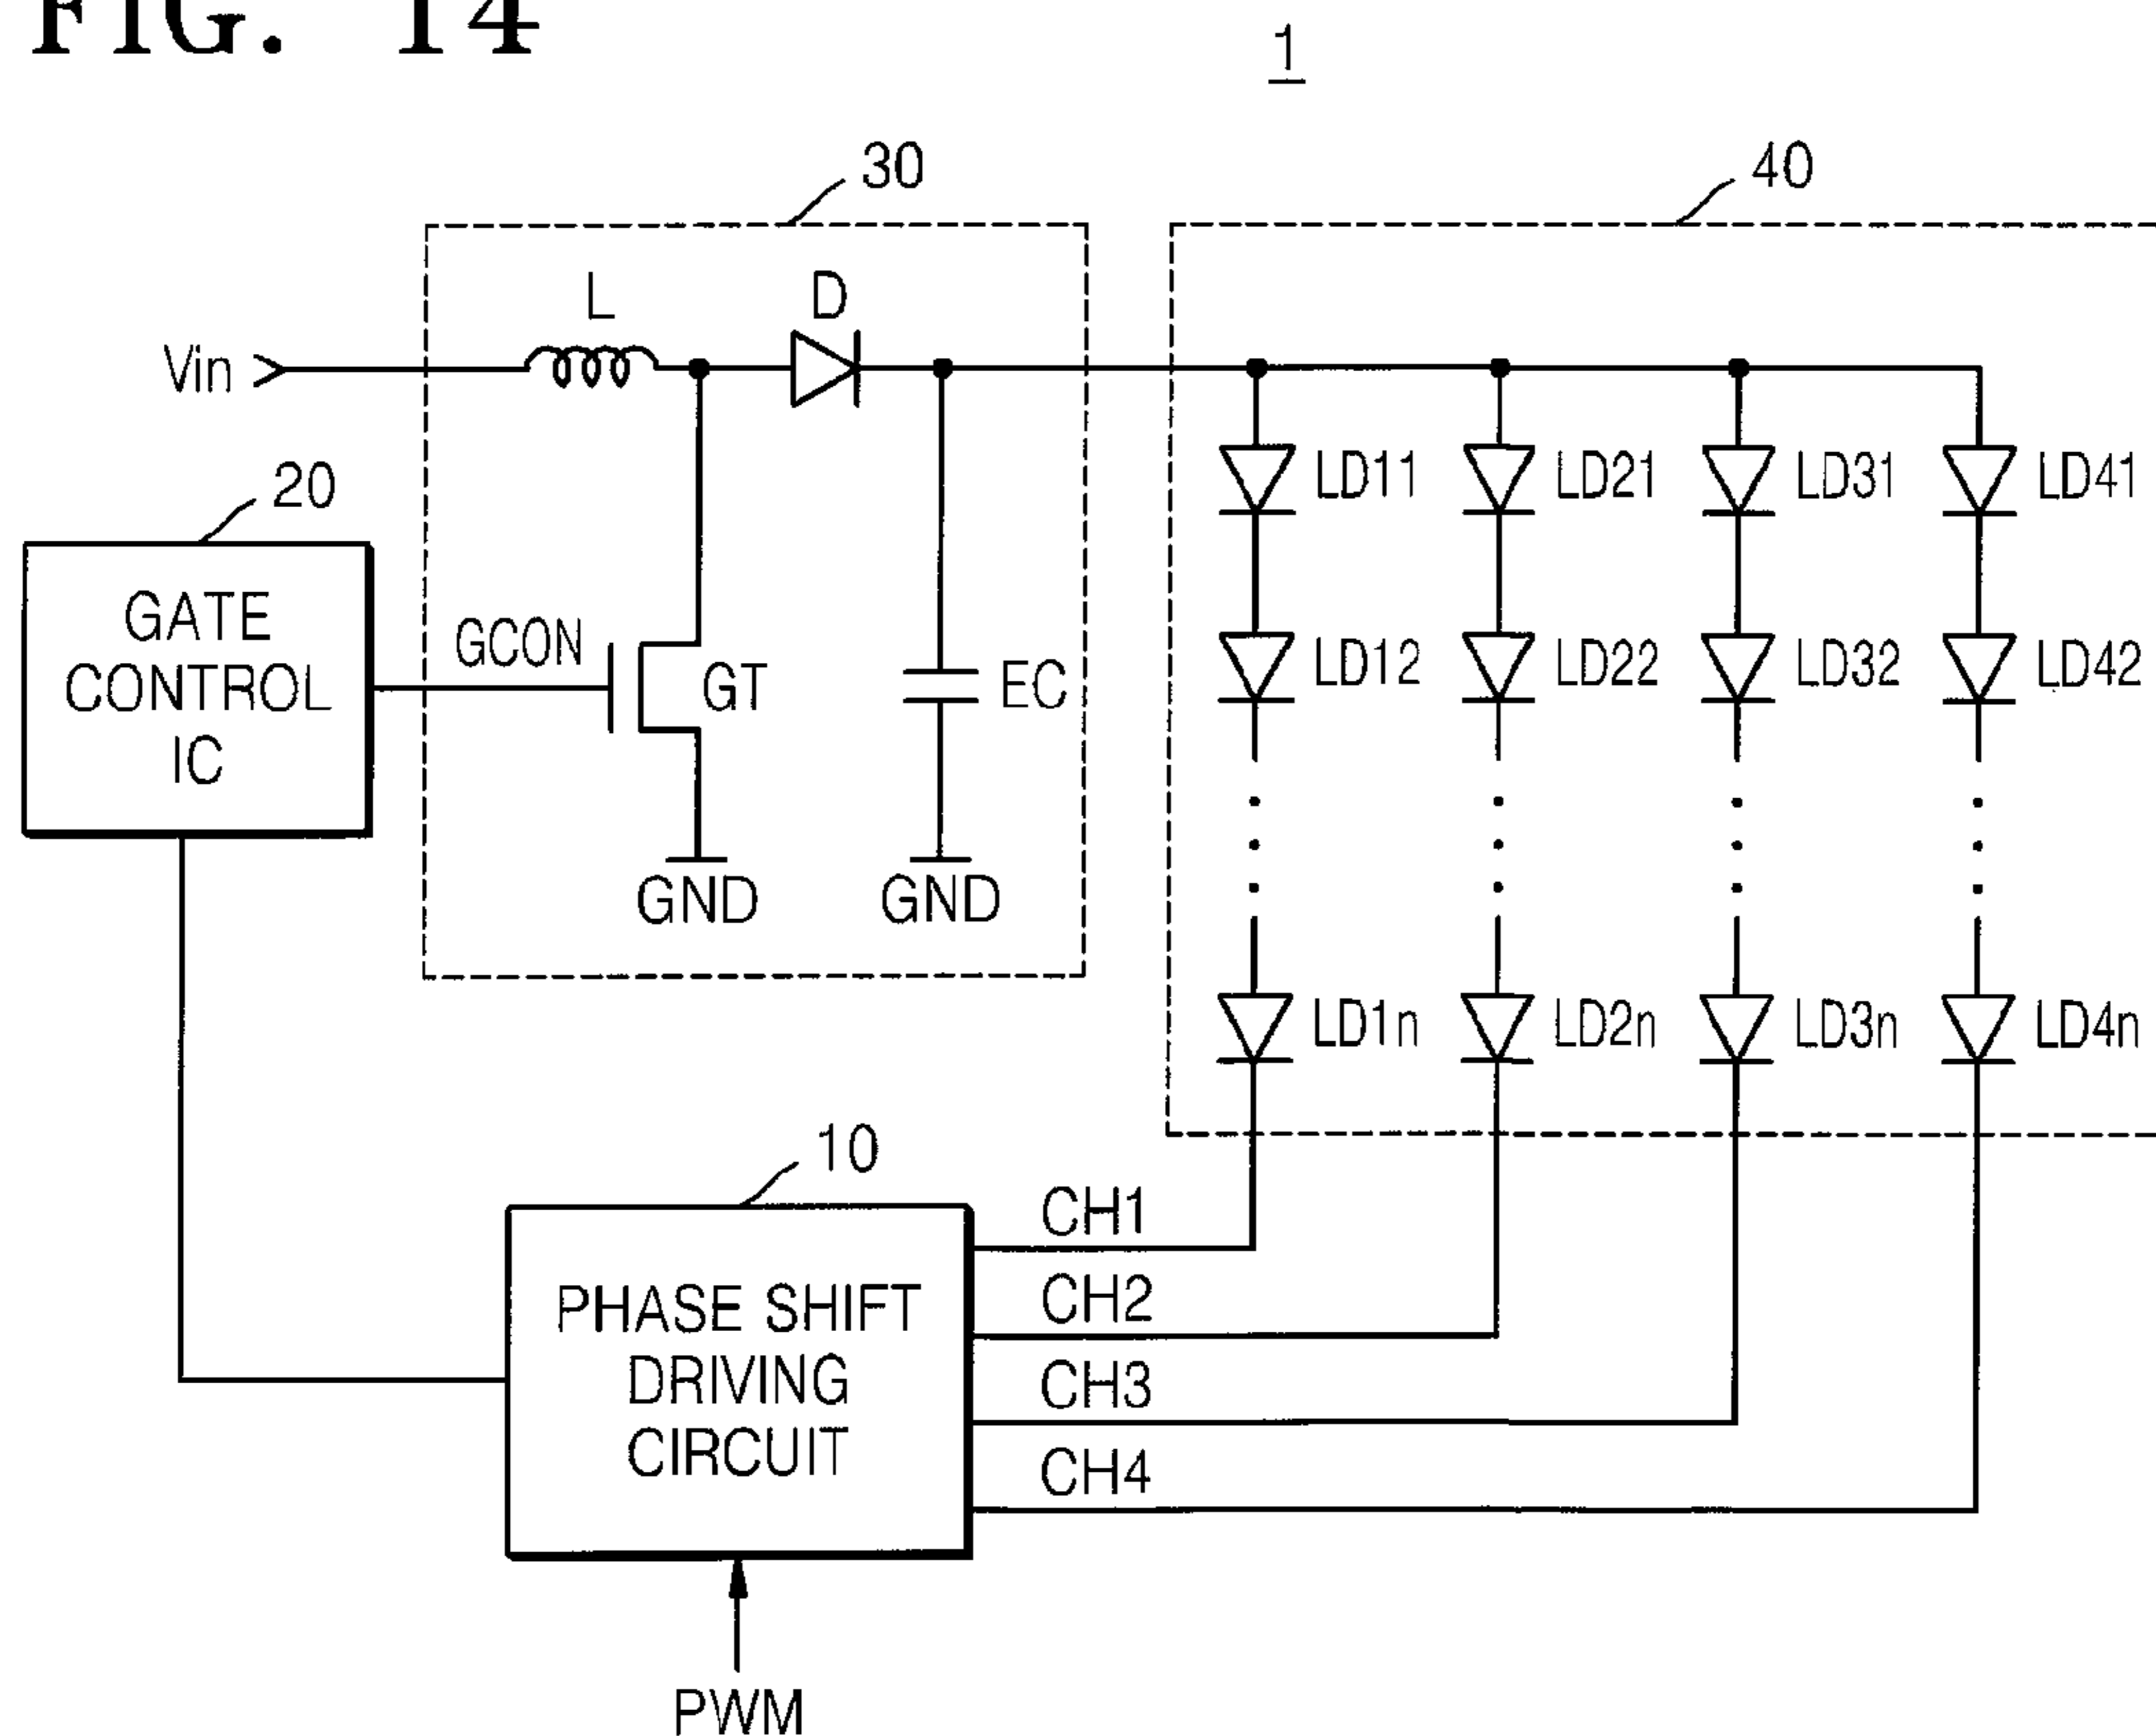 FIG. 14
1
30
40
L
D
Vin
LD11
LD21
LD31
LD41
20
GATE
CONTROL
IC
GCON
GT
EC
LD12
LD22
LD32
LD42
GND
GND
LD1n
LD2n
LD3n
LD4n
10
CH1
PHASE SHIFT
DRIVING
CIRCUIT
CH2
CH3
CH4
PWM